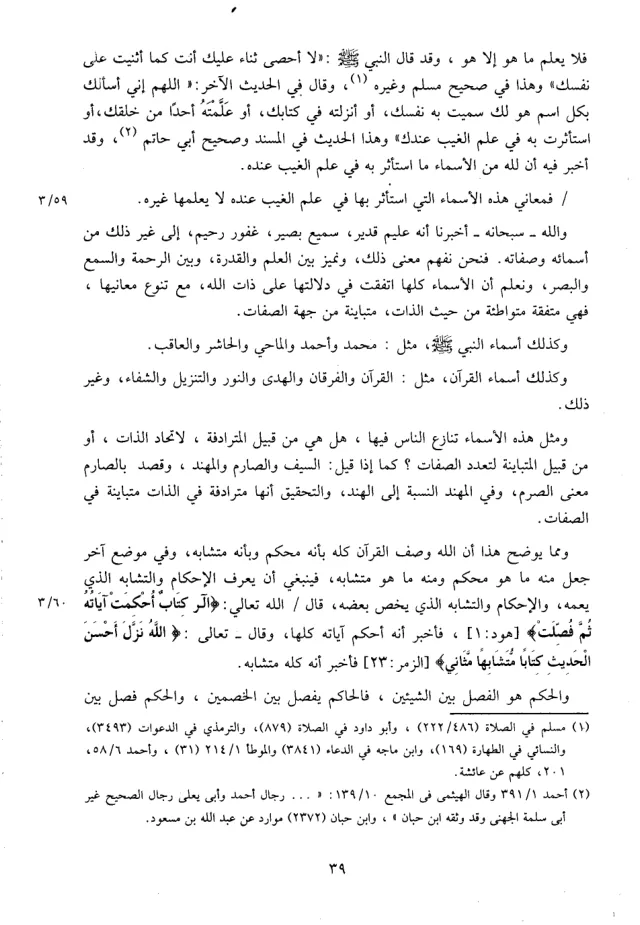 فلا يعلم ما هو إلا هو ، وقد قال النبي ﷺ :«لا أحصى ثناء عليك أنت كما أثنيت على
نفسك» وهذا في صحيح مسلم وغيره (١)، وقال في الحديث الآخر:« اللهم إني أسألك
بكل اسم هو لك سميت به نفسك، أو أنزلته في كتابك، أو عَلَّمْتَهُ أحدًا من خلقك،أو
استأثرت به في علم الغيب عندك» وهذا الحديث في المسند وصحيح أبي حاتم (٢)، وقد
أخبر فيه أن لله من الأسماء ما استأثر به في علم الغيب عنده.
/ فمعاني هذه الأسماء التي استأثر بها في علم الغيب عنده لا يعلمها غيره.
٣/٥٩
والله ـ سبحانه ـ أخبرنا أنه عليم قدير، سميع بصير، غفور رحيم، إلى غير ذلك من
أسمائه وصفاته. فنحن نفهم معنى ذلك، ونميز بين العلم والقدرة، وبين الرحمة والسمع
والبصر، ونعلم أن الأسماء كلها اتفقت في دلالتها على ذات الله، مع تنوع معانيها ،
فهي متفقة متواطئة من حيث الذات، متباينة من جهة الصفات.
وكذلك أسماء النبي ﷺ، مثل : محمد وأحمد والماحي والحاشر والعاقب.
وكذلك أسماء القرآن، مثل : القرآن والفرقان والهدى والنور والتنزيل والشفاء، وغير
ذلك.
ومثل هذه الأسماء تنازع الناس فيها ، هل هي من قبيل المترادفة ، لاتحاد الذات ، أو
من قبيل المتباينة لتعدد الصفات ؟ كما إذا قيل: السيف والصارم والمهند ، وقصد بالصارم
معنى الصرم، وفي المهند النسبة إلى الهند، والتحقيق أنها مترادفة في الذات متباينة في
الصفات.
ومما يوضح هذا أن الله وصف القرآن كله بأنه محكم وبأنه متشابه، وفي موضع آخر
جعل منه ما هو محكم ومنه ما هو متشابه، فينبغي أن يعرف الإحكام والتشابه الذي
يعمه، والإحكام والتشابه الذي يخص بعضه، قال / الله تعالي: ﴿الَر كِتَابٌ أُحْكِمَتْ آيَاتُهُ
٣/٦٠
ثُمَّ فُصِّلَتْ﴾ [هود:١] ، فأخبر أنه أحكم آياته كلها، وقال ـ تعالى :﴿ اللَّهُ نَزَّلَ أَحْسَنَ
الْحَدِيثِ كِتَابًا مُّتَشَابِهًا مَّثَانِيَ﴾ [الزمر:٢٣] فأخبر أنه كله متشابه.
والحكم هو الفصل بين الشيئين، فالحاكم يفصل بين الخصمين ، والحكم فصل بين
(١) مسلم في الصلاة (٢٢٢/٤٨٦) ، وأبو داود في الصلاة (٨٧٩)، والترمذي في الدعوات (٣٤٩٣)،
والنسائي في الطهارة (١٦٩)، وابن ماجه في الدعاء (٣٨٤١) والموطأ ٢١٤/١ (٣١) ، وأحمد ٥٨/٦،
٢٠١، كلهم عن عائشة.
(٢) أحمد ٣٩١/١ وقال الهيثمى فى المجمع ١٣٩/١٠: « ... رجال أحمد وأبى يعلى رجال الصحيح غير
أبى سلمة الجهنى وقد وثقه ابن حبان » ، وابن حبان (٢٣٧٢) موارد عن عبد الله بن مسعود.
٣٩